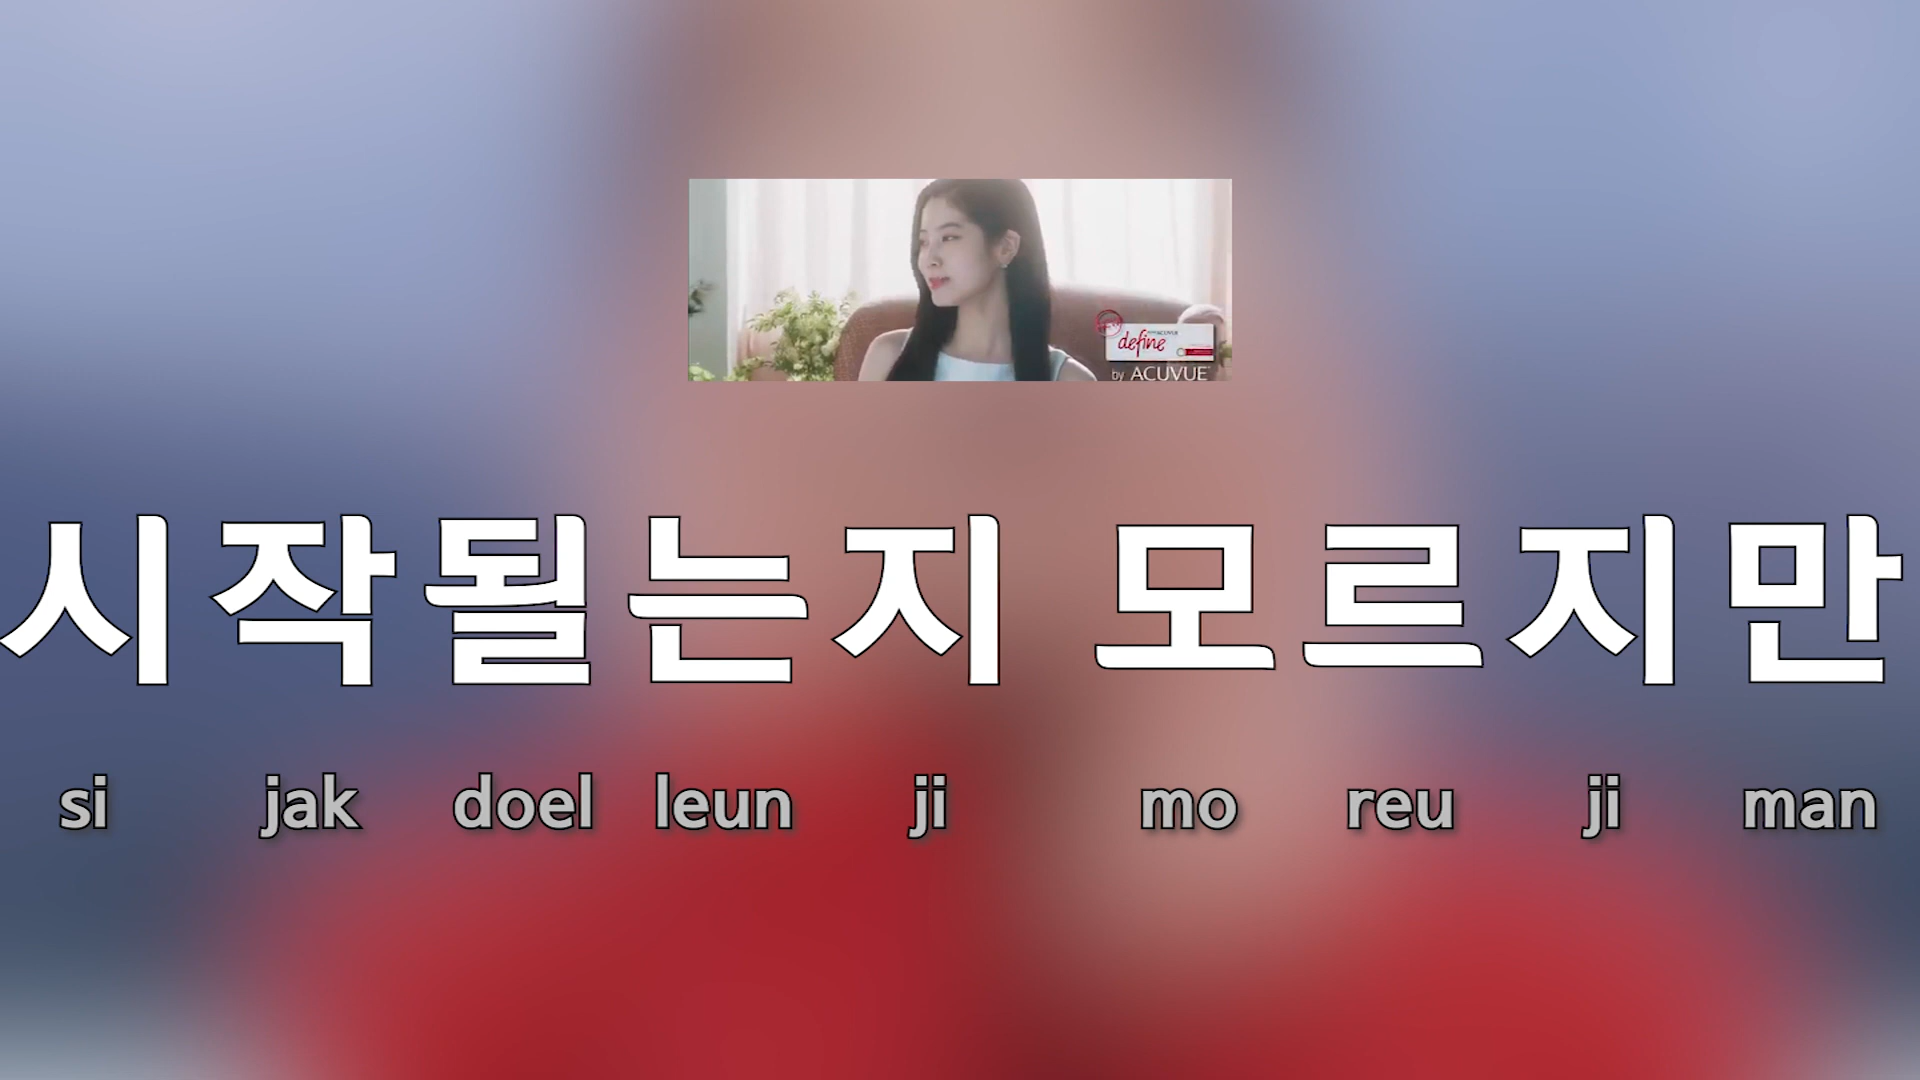 define
by ACUVUE
시작될는지 모르지만
si jak doel leun ji mo reu ji man